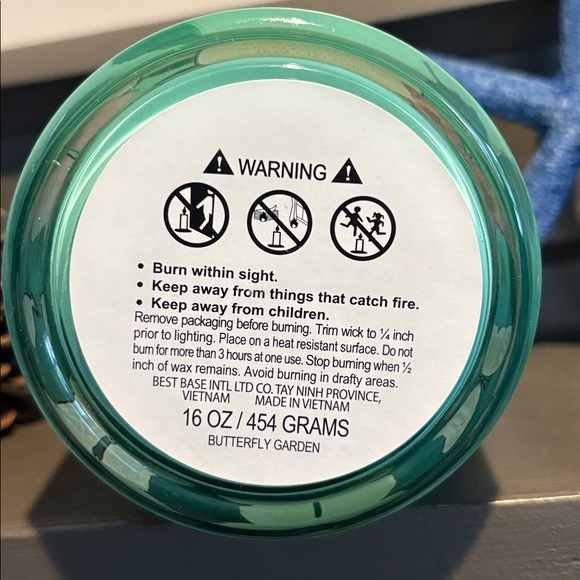 WARNING
• Burn within sight.
• Keep away from things that catch fire.
• Keep away from children.
Remove packaging before burning. Trim wick to ¼ inch
prior to lighting. Place on a heat resistant surface. Do not
burn for more than 3 hours at one use. Stop burning when ½
inch of wax remains. Avoid burning in drafty areas.
BEST BASE INTL LTD CO. TAY NINH PROVINCE,
VIETNAM MADE IN VIETNAM
16 OZ / 454 GRAMS
BUTTERFLY GARDEN